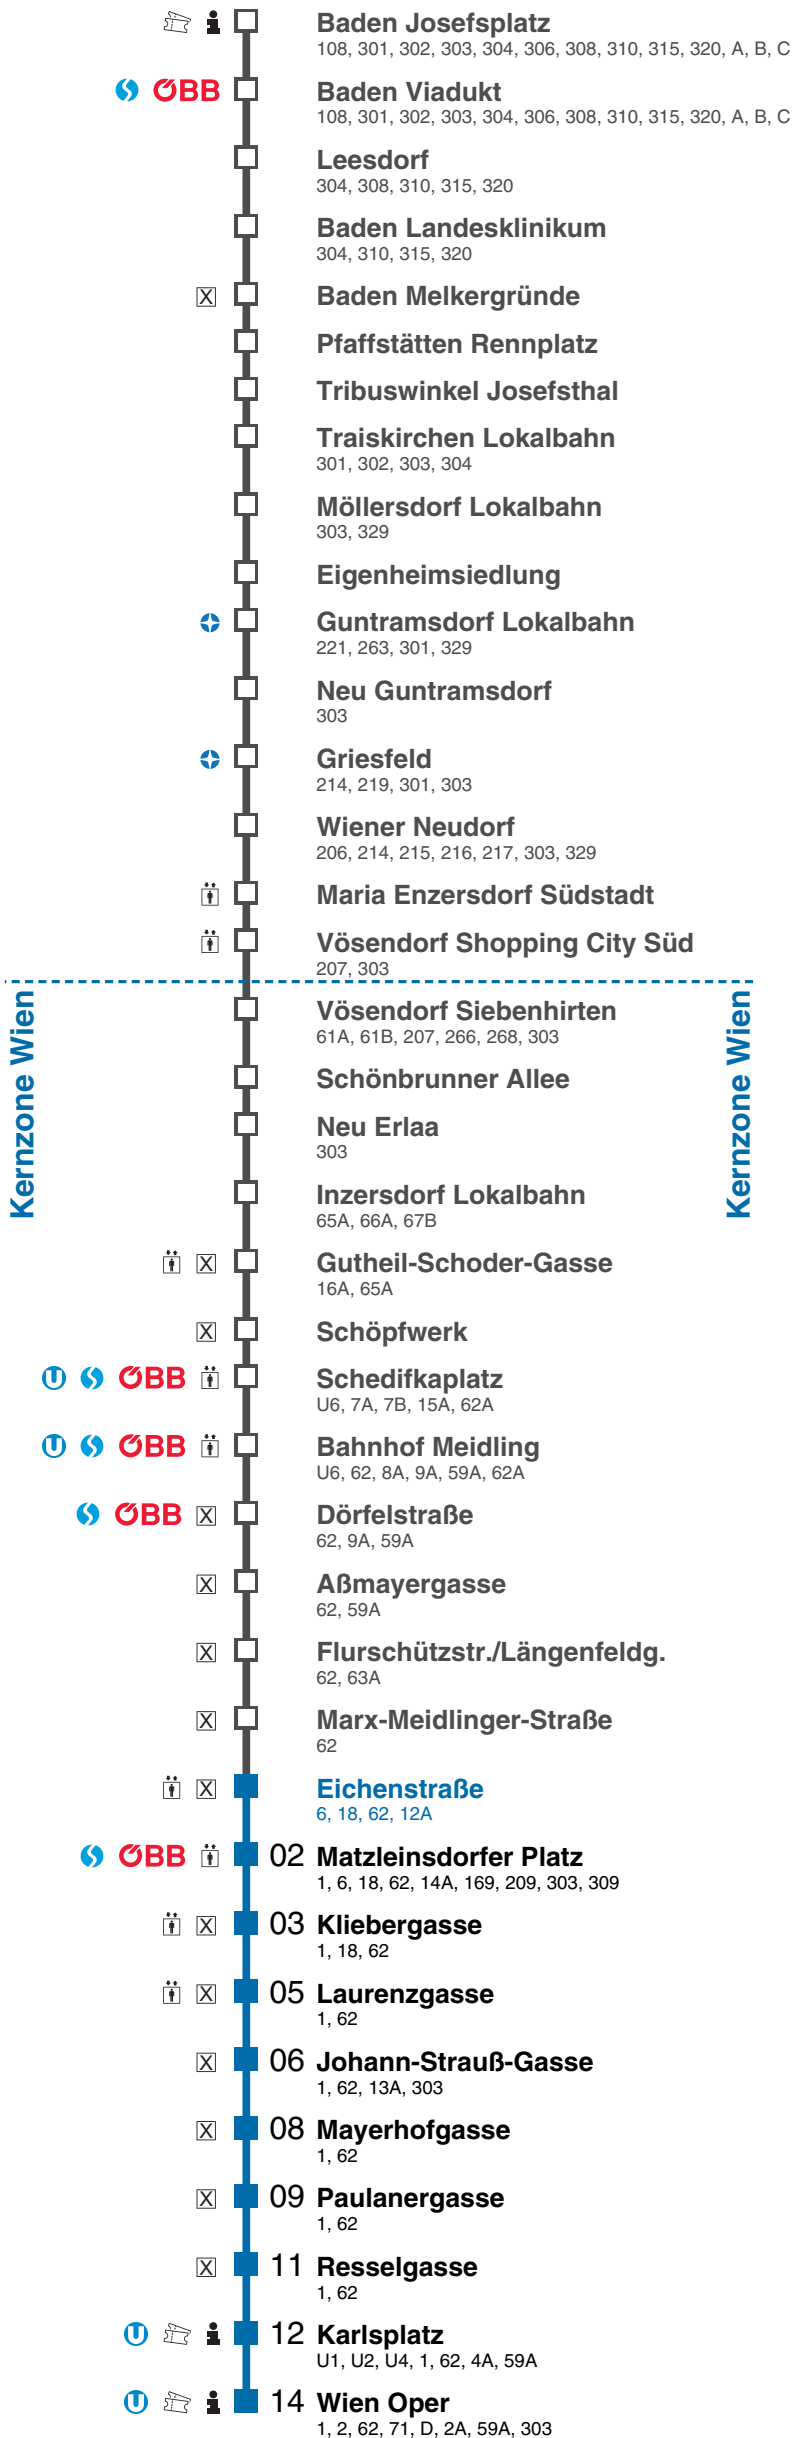 Baden Josefsplatz
108, 301, 302, 303, 304, 306, 308, 310, 315, 320, A, B, C
ÖBB
Baden Viadukt
108, 301, 302, 303, 304, 306, 308, 310, 315, 320, A, B, C
Leesdorf
304, 308, 310, 315, 320
Baden Landesklinikum
304, 310, 315, 320
X Baden Melkergründe
Pfaffstätten Rennplatz
Tribuswinkel Josefsthal
Traiskirchen Lokalbahn
301, 302, 303, 304
Möllersdorf Lokalbahn
303, 329
Eigenheimsiedlung
Guntramsdorf Lokalbahn
221, 263, 301, 329
Neu Guntramsdorf
303
Griesfeld
214, 219, 301, 303
Wiener Neudorf
206, 214, 215, 216, 217, 303, 329
Maria Enzersdorf Südstadt
Vösendorf Shopping City Süd
207, 303
Kernzone Wien
Kernzone Wien
Vösendorf Siebenhirten
61A, 61B, 207, 266, 268, 303
Schönbrunner Allee
Neu Erlaa
303
Inzersdorf Lokalbahn
65A, 66A, 67B
X Gutheil-Schoder-Gasse
16A, 65A
X Schöpfwerk
U ÖBB Schedifkaplatz
U6, 7A, 7B, 15A, 62A
U ÖBB Bahnhof Meidling
U6, 62, 8A, 9A, 59A, 62A
ÖBB X Dörfelstraße
62, 9A, 59A
X Aßmayergasse
62, 59A
X Flurschützstr./Längenfeldg.
62, 63A
X Marx-Meidlinger-Straße
62
X Eichenstraße
6, 18, 62, 12A
ÖBB 02 Matzleinsdorfer Platz
1, 6, 18, 62, 14A, 169, 209, 303, 309
X 03 Kliebergasse
1, 18, 62
X 05 Laurenzgasse
1, 62
X 06 Johann-Strauß-Gasse
1, 62, 13A, 303
X 08 Mayerhofgasse
1, 62
X 09 Paulanergasse
1, 62
X 11 Resselgasse
1, 62
U 12 Karlsplatz
U1, U2, U4, 1, 62, 4A, 59A
U 14 Wien Oper
1, 2, 62, 71, D, 2A, 59A, 303